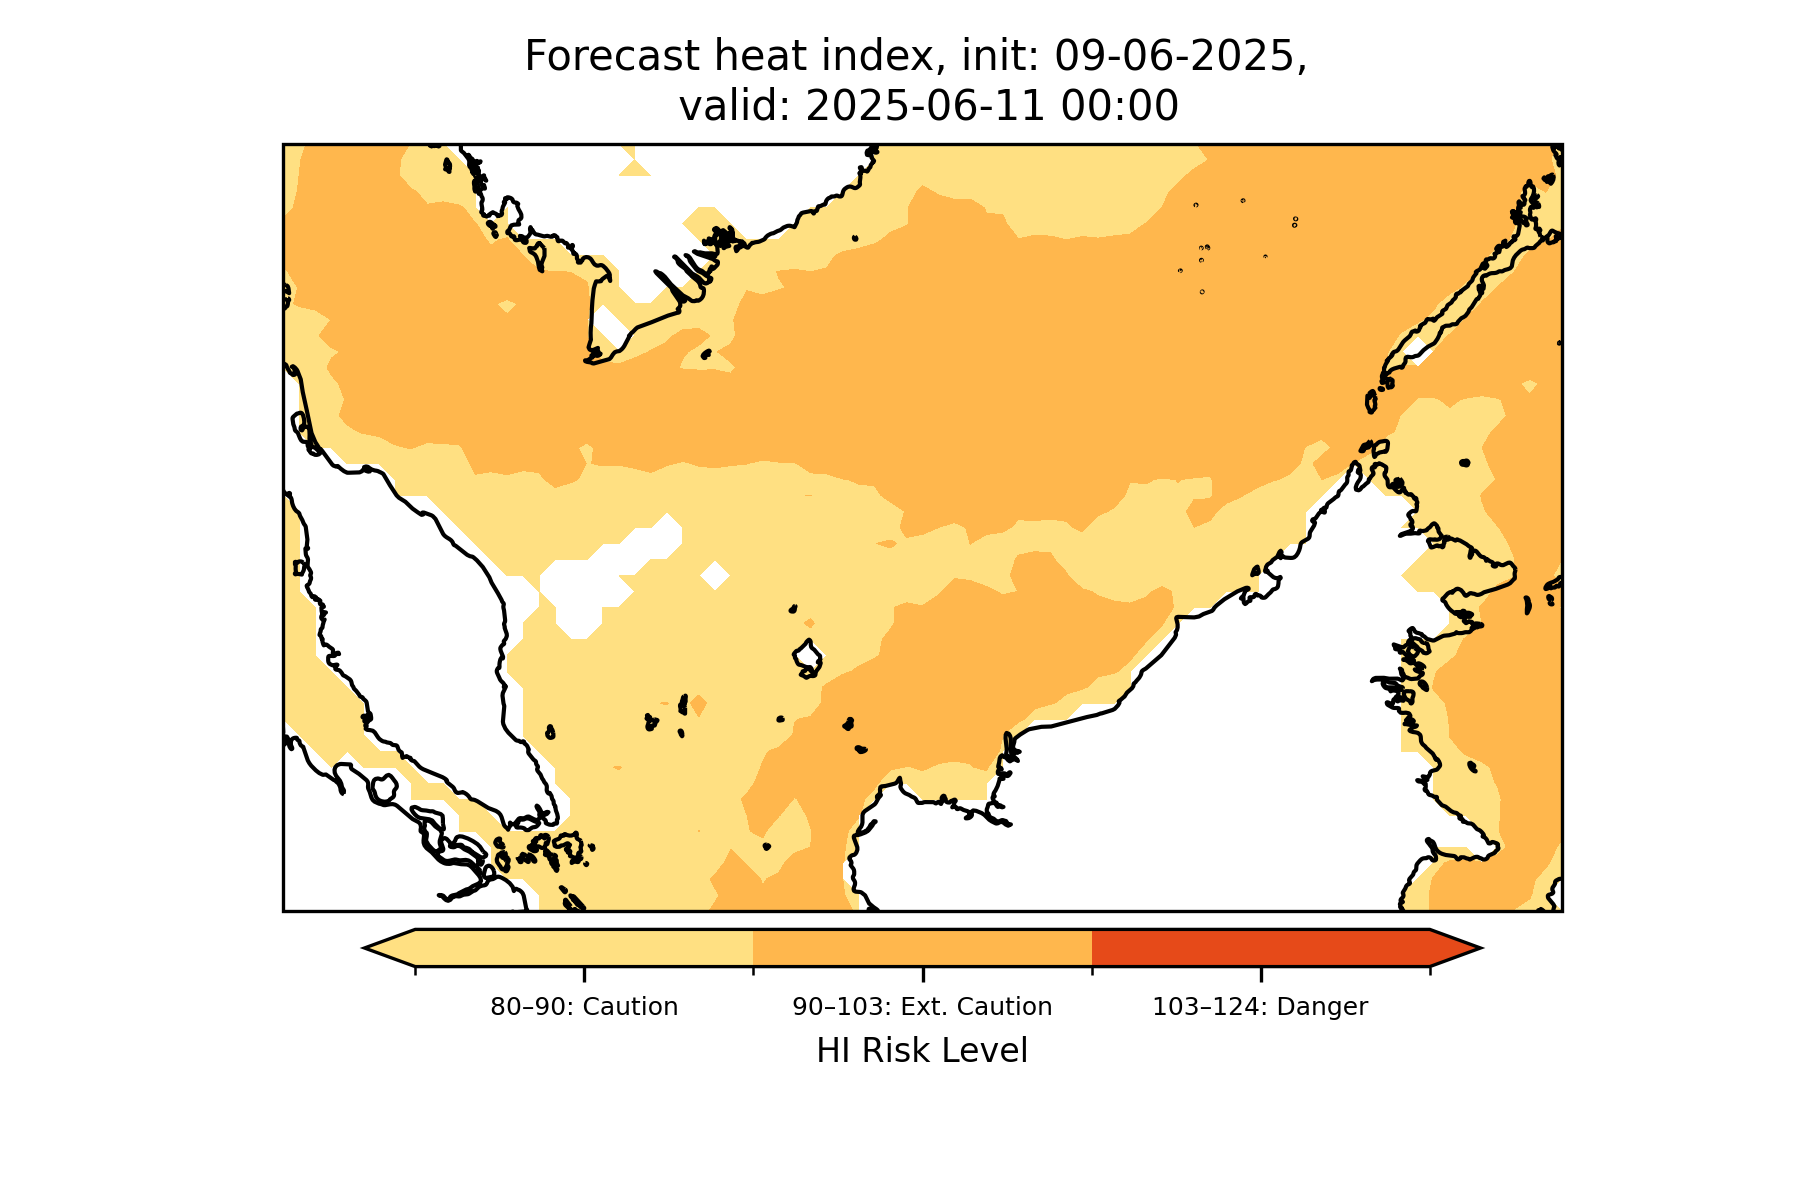 Forecast heat index, init: 09-06-2025,
valid: 2025-06-11 00:00
80–90: Caution
90–103: Ext. Caution
103–124: Danger
HI Risk Level